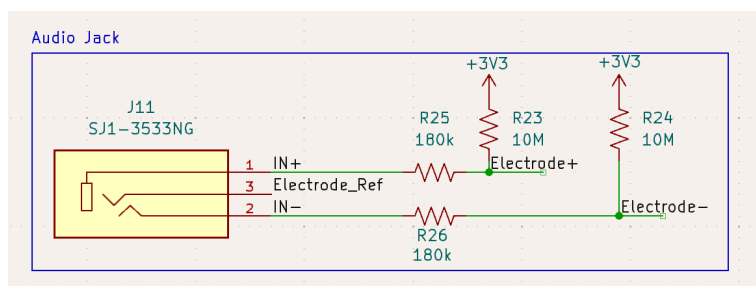 Audio Jack
+3V3
+3V3
J11
SJ1-3533NG
R25
180k
R23
10M
R24
10M
1
IN+
Electrode+
3
Electrode_Ref
2
IN-
Electrode-
R26
180k